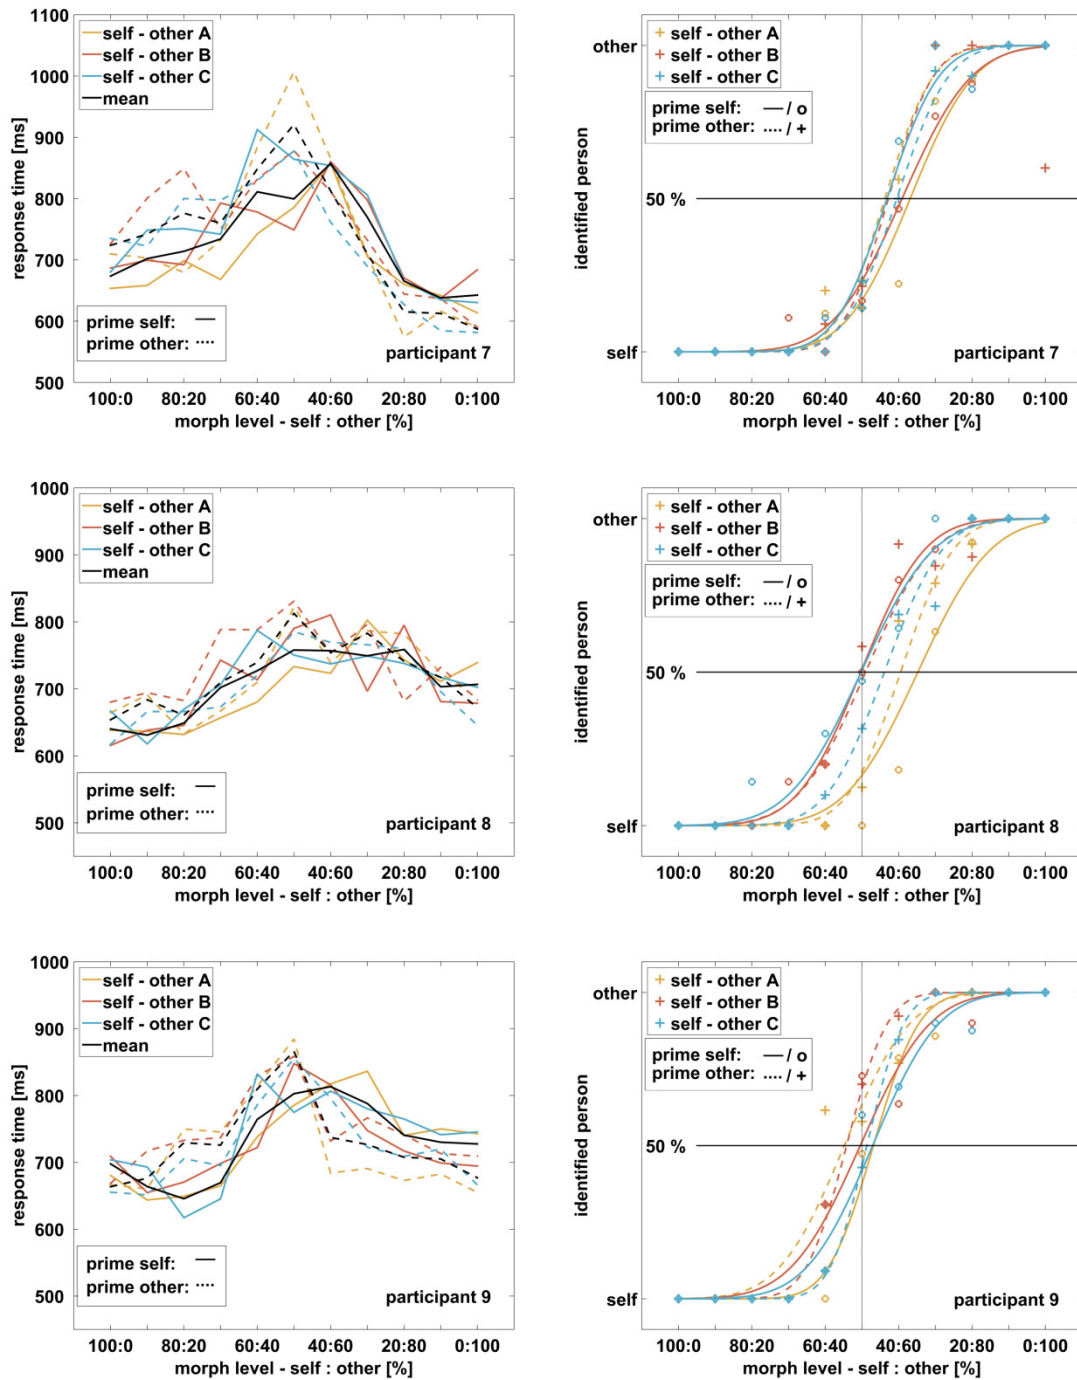 1100
1000
900
800
700
600
500
response time [ms]
self - other A
self - other B
self - other C
mean
prime self:
prime other:
participant 7
100:0 80:20 60:40 40:60 20:80 0:100
morph level - self : other [%]
other
50 %
self
identified person
self - other A
self - other B
self - other C
prime self: — / o
prime other: .... / +
participant 7
100:0 80:20 60:40 40:60 20:80 0:100
morph level - self : other [%]
1000
900
800
700
600
500
response time [ms]
self - other A
self - other B
self - other C
mean
prime self:
prime other:
participant 8
100:0 80:20 60:40 40:60 20:80 0:100
morph level - self : other [%]
other
50 %
self
identified person
self - other A
self - other B
self - other C
prime self: — / o
prime other: .... / +
participant 8
100:0 80:20 60:40 40:60 20:80 0:100
morph level - self : other [%]
1000
900
800
700
600
500
response time [ms]
self - other A
self - other B
self - other C
mean
prime self:
prime other:
participant 9
100:0 80:20 60:40 40:60 20:80 0:100
morph level - self : other [%]
other
50 %
self
identified person
self - other A
self - other B
self - other C
prime self: — / o
prime other: .... / +
participant 9
100:0 80:20 60:40 40:60 20:80 0:100
morph level - self : other [%]